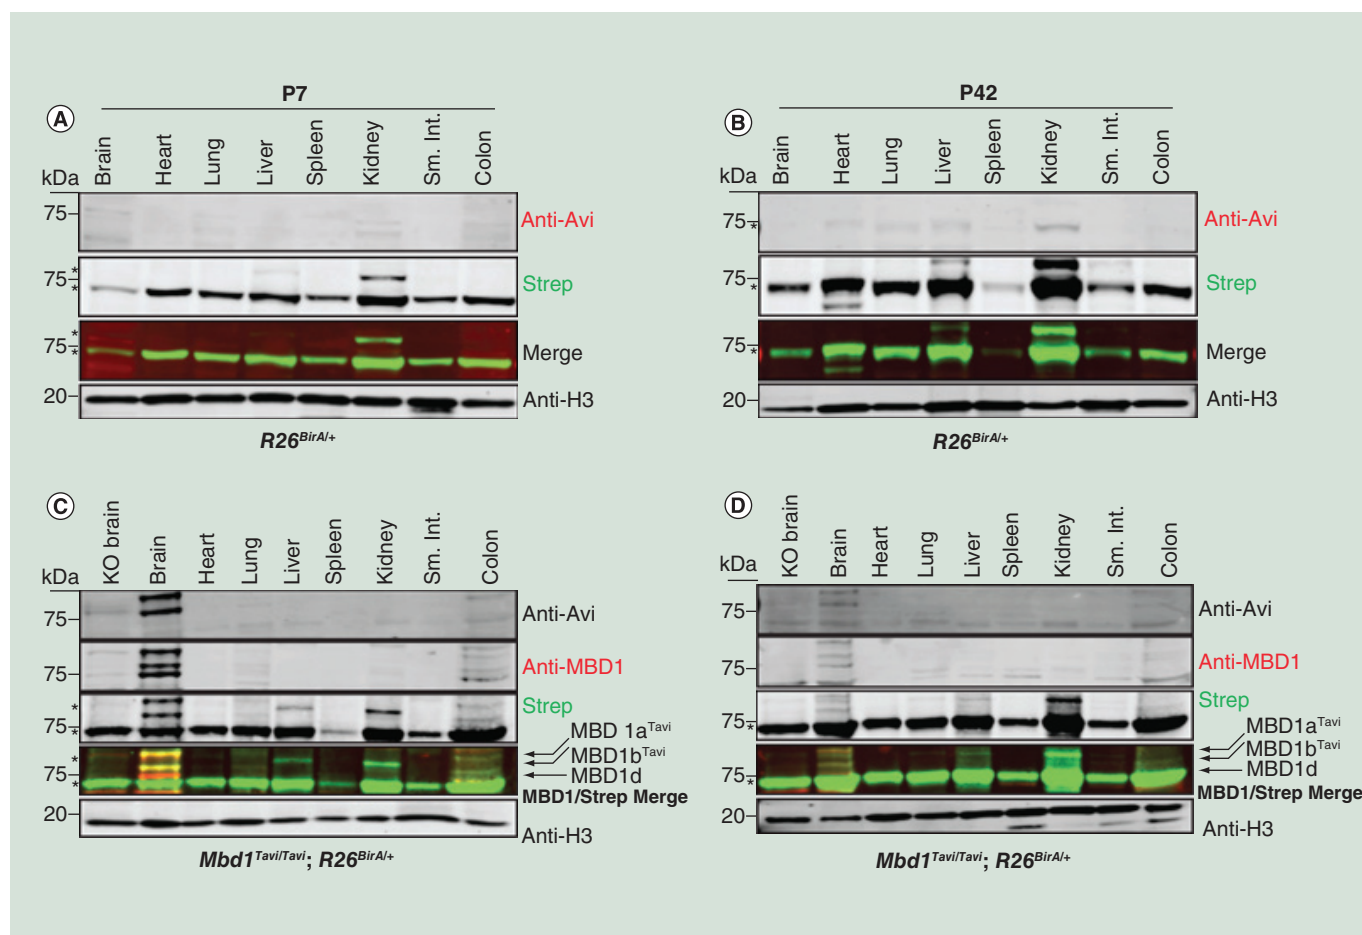 P7
A
Brain Heart Lung Liver Spleen Kidney Sm. Int. Colon
kDa
75 Anti-Avi
*
75 Strep
*
*
75 Merge
*
20 Anti-H3
R26BirA/+
P42
B
Brain Heart Lung Liver Spleen Kidney Sm. Int. Colon
kDa
75 Anti-Avi
*
75 Strep
*
75 Merge
*
20 Anti-H3
R26BirA/+
C
KO brain Brain Heart Lung Liver Spleen Kidney Sm. Int. Colon
kDa
75 Anti-Avi
75 Anti-MBD1
* Strep
75
* MBD 1aTavi
* MBD1bTavi
75 MBD1d
* MBD1/Strep Merge
20 Anti-H3
Mbd1Tavi/Tavi; R26BirA/+
D
KO brain Brain Heart Lung Liver Spleen Kidney Sm. Int. Colon
kDa
75 Anti-Avi
75 Anti-MBD1
Strep
75
* MBD1aTavi
MBD1bTavi
75 MBD1d
* MBD1/Strep Merge
20 Anti-H3
Mbd1Tavi/Tavi; R26BirA/+